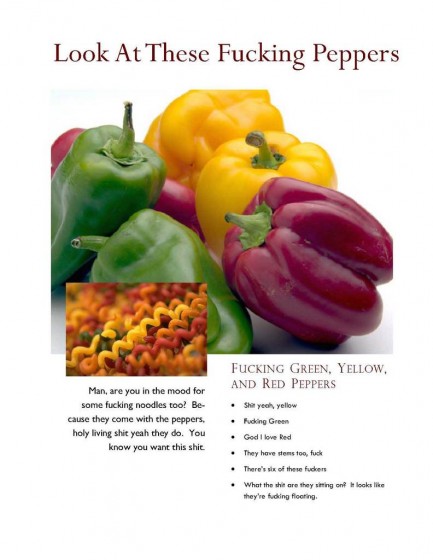 Look At These Fucking Peppers
Man, are you in the mood for
some fucking noodles too?  Be-
cause they come with the peppers,
holy living shit yeah they do.  You
know you want this shit.
FUCKING GREEN, YELLOW,
AND RED PEPPERS
• Shit yeah, yellow
• Fucking Green
• God I love Red
• They have stems too, fuck
• There's six of these fuckers
• What the shit are they sitting on?  It looks like
they're fucking floating.